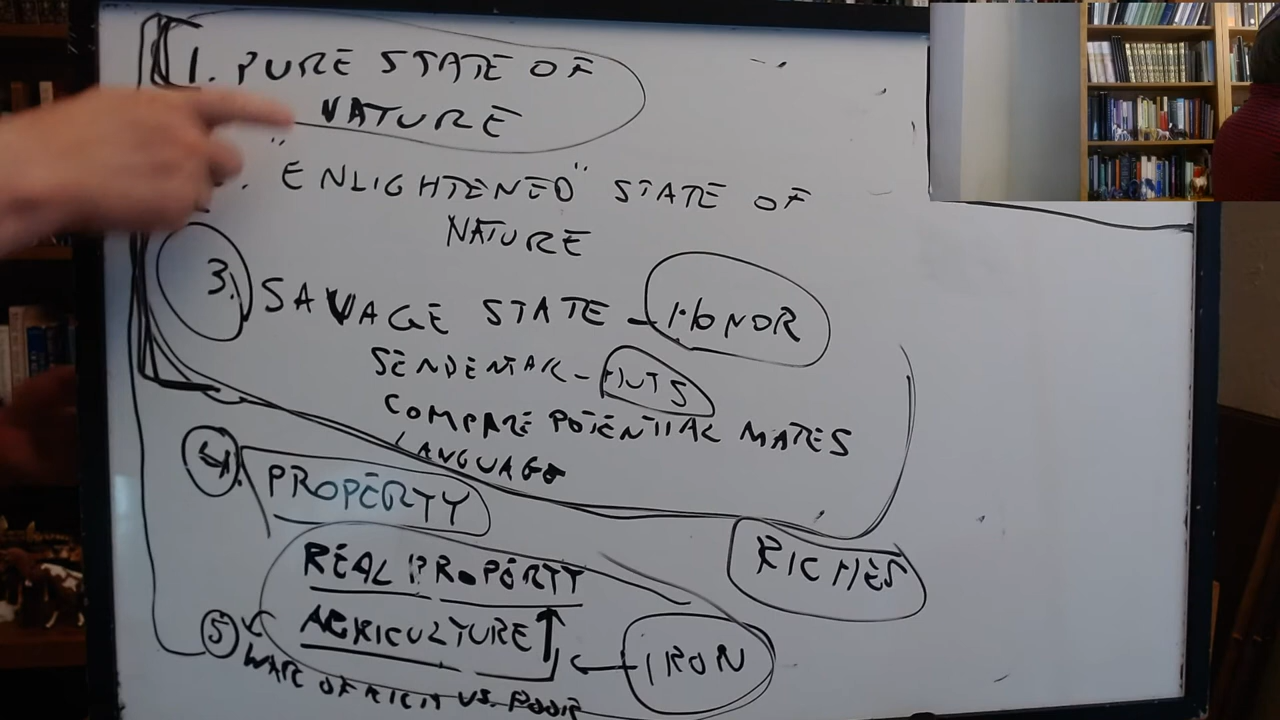 1. PURE STATE OF
NATURE
. "ENLIGHTENED" STATE OF
NATURE
3. SAVAGE STATE - HONOR
SENDENTAR - HUTS
COMPARE POTENTIAL MATES
LANGUAGE
4. PROPERTY
REAL PROPERTY
RICHES
AGRICULTURE ↑ ← IRON
5 WAR OF RICH VS. POOR